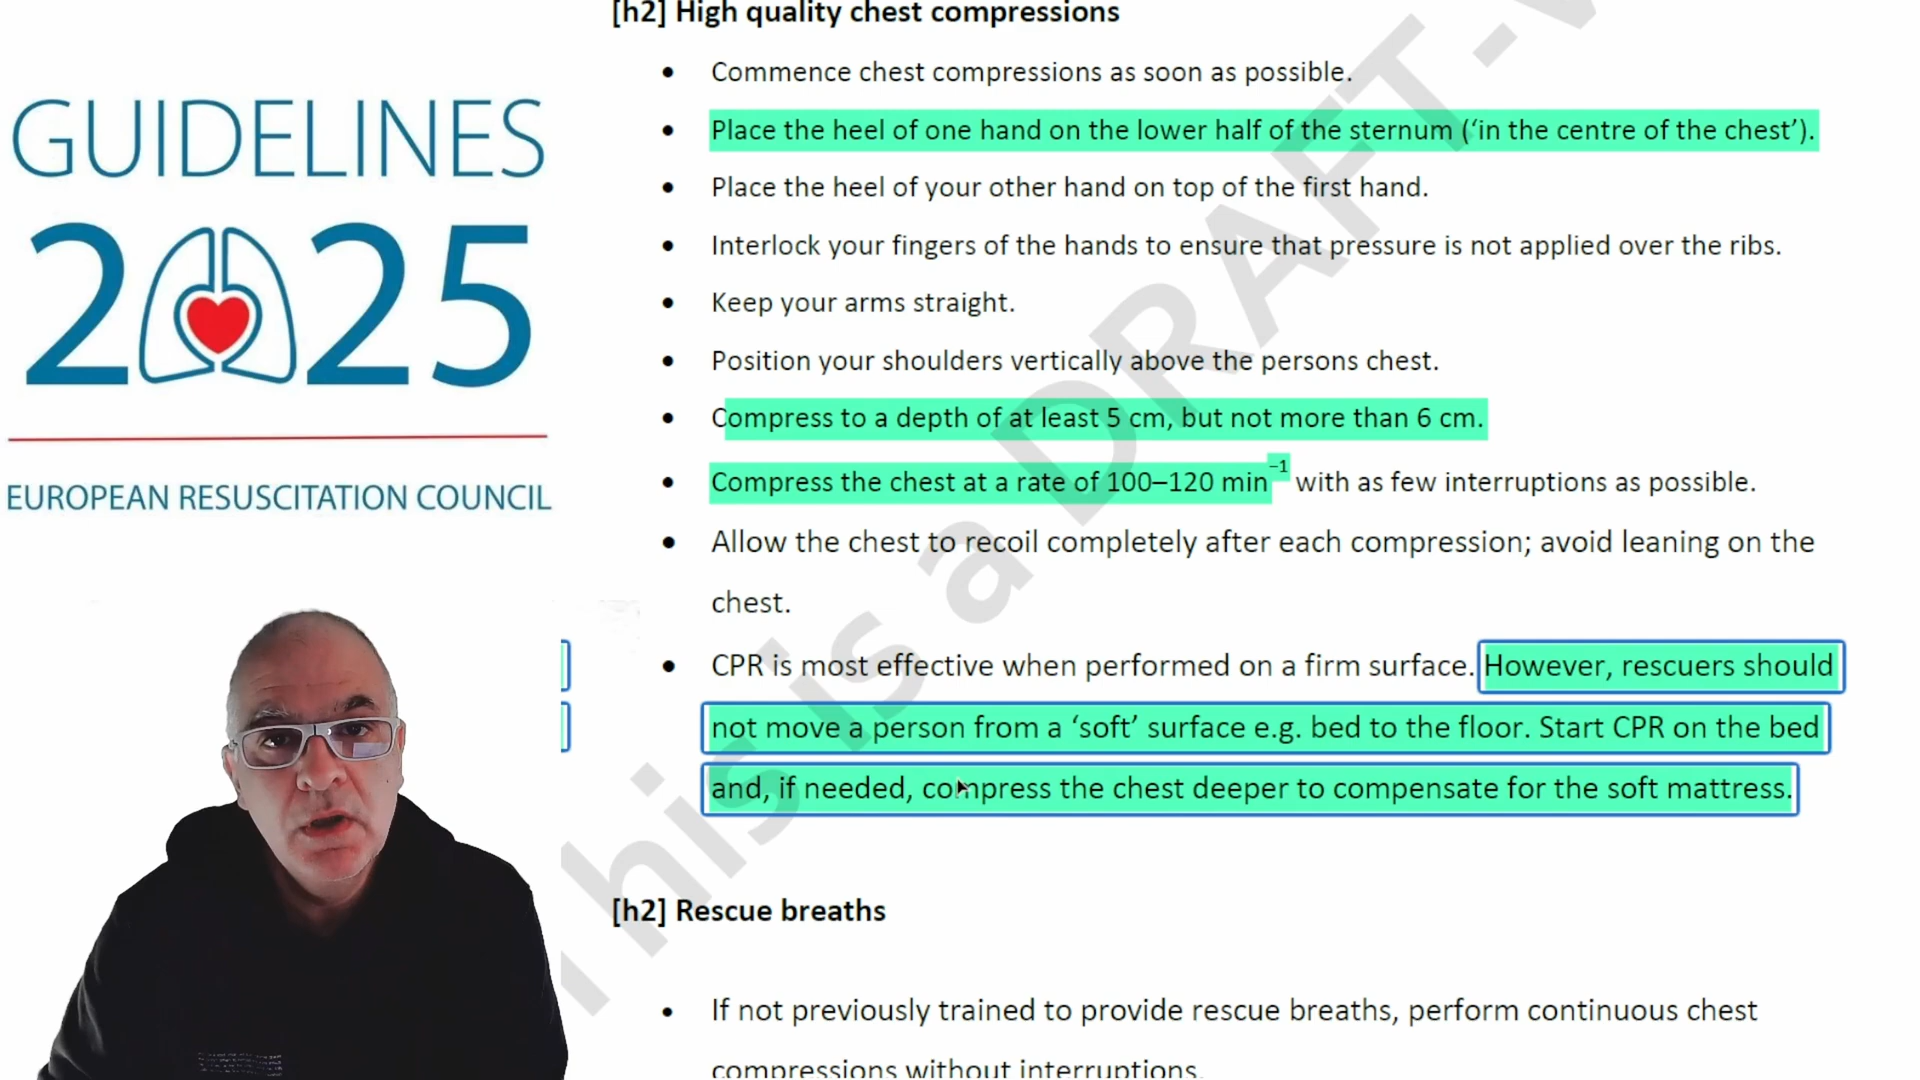 GUIDELINES
2025
EUROPEAN RESUSCITATION COUNCIL
[h2] High quality chest compressions
• Commence chest compressions as soon as possible.
• Place the heel of one hand on the lower half of the sternum (‘in the centre of the chest’).
• Place the heel of your other hand on top of the first hand.
• Interlock your fingers of the hands to ensure that pressure is not applied over the ribs.
• Keep your arms straight.
• Position your shoulders vertically above the persons chest.
• Compress to a depth of at least 5 cm, but not more than 6 cm.
• Compress the chest at a rate of 100–120 min⁻¹ with as few interruptions as possible.
• Allow the chest to recoil completely after each compression; avoid leaning on the
chest.
• CPR is most effective when performed on a firm surface. However, rescuers should
not move a person from a ‘soft’ surface e.g. bed to the floor. Start CPR on the bed
and, if needed, compress the chest deeper to compensate for the soft mattress.
[h2] Rescue breaths
• If not previously trained to provide rescue breaths, perform continuous chest
compressions without interruptions.
This is a DRAFT -